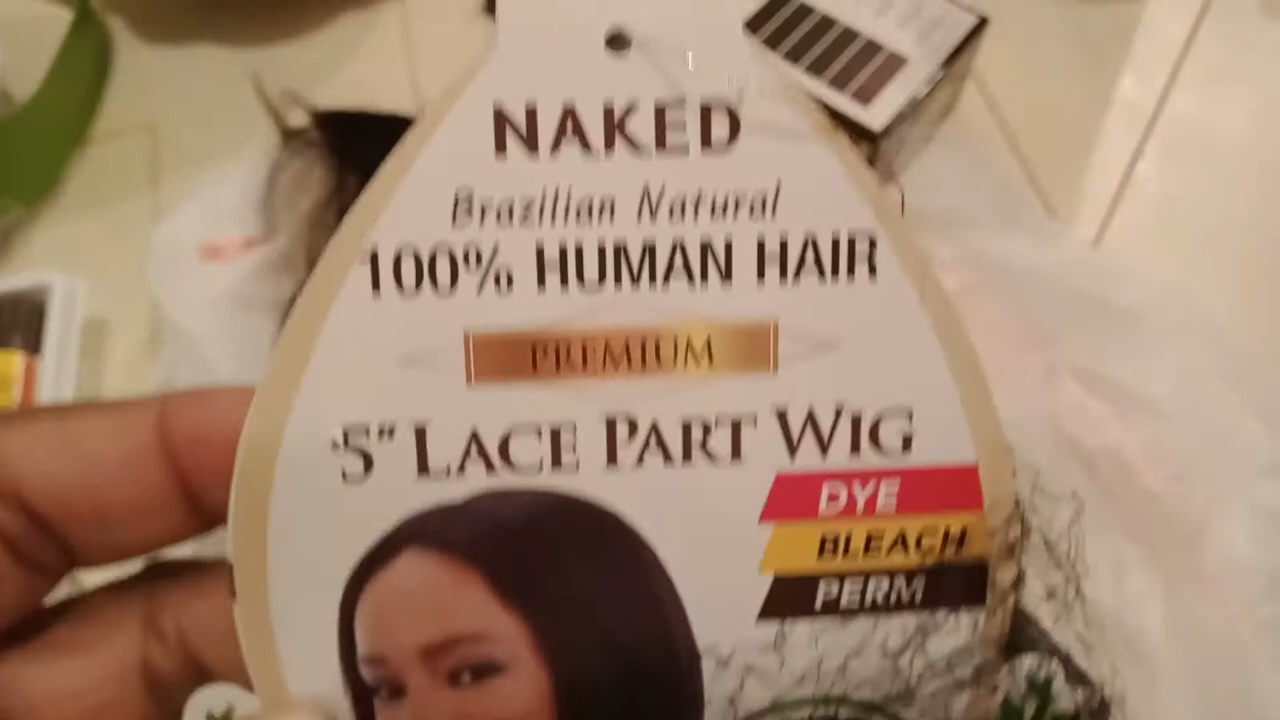 NAKED
Brazilian Natural
100% HUMAN HAIR
PREMIUM
5" LACE PART WIG
DYE
BLEACH
PERM